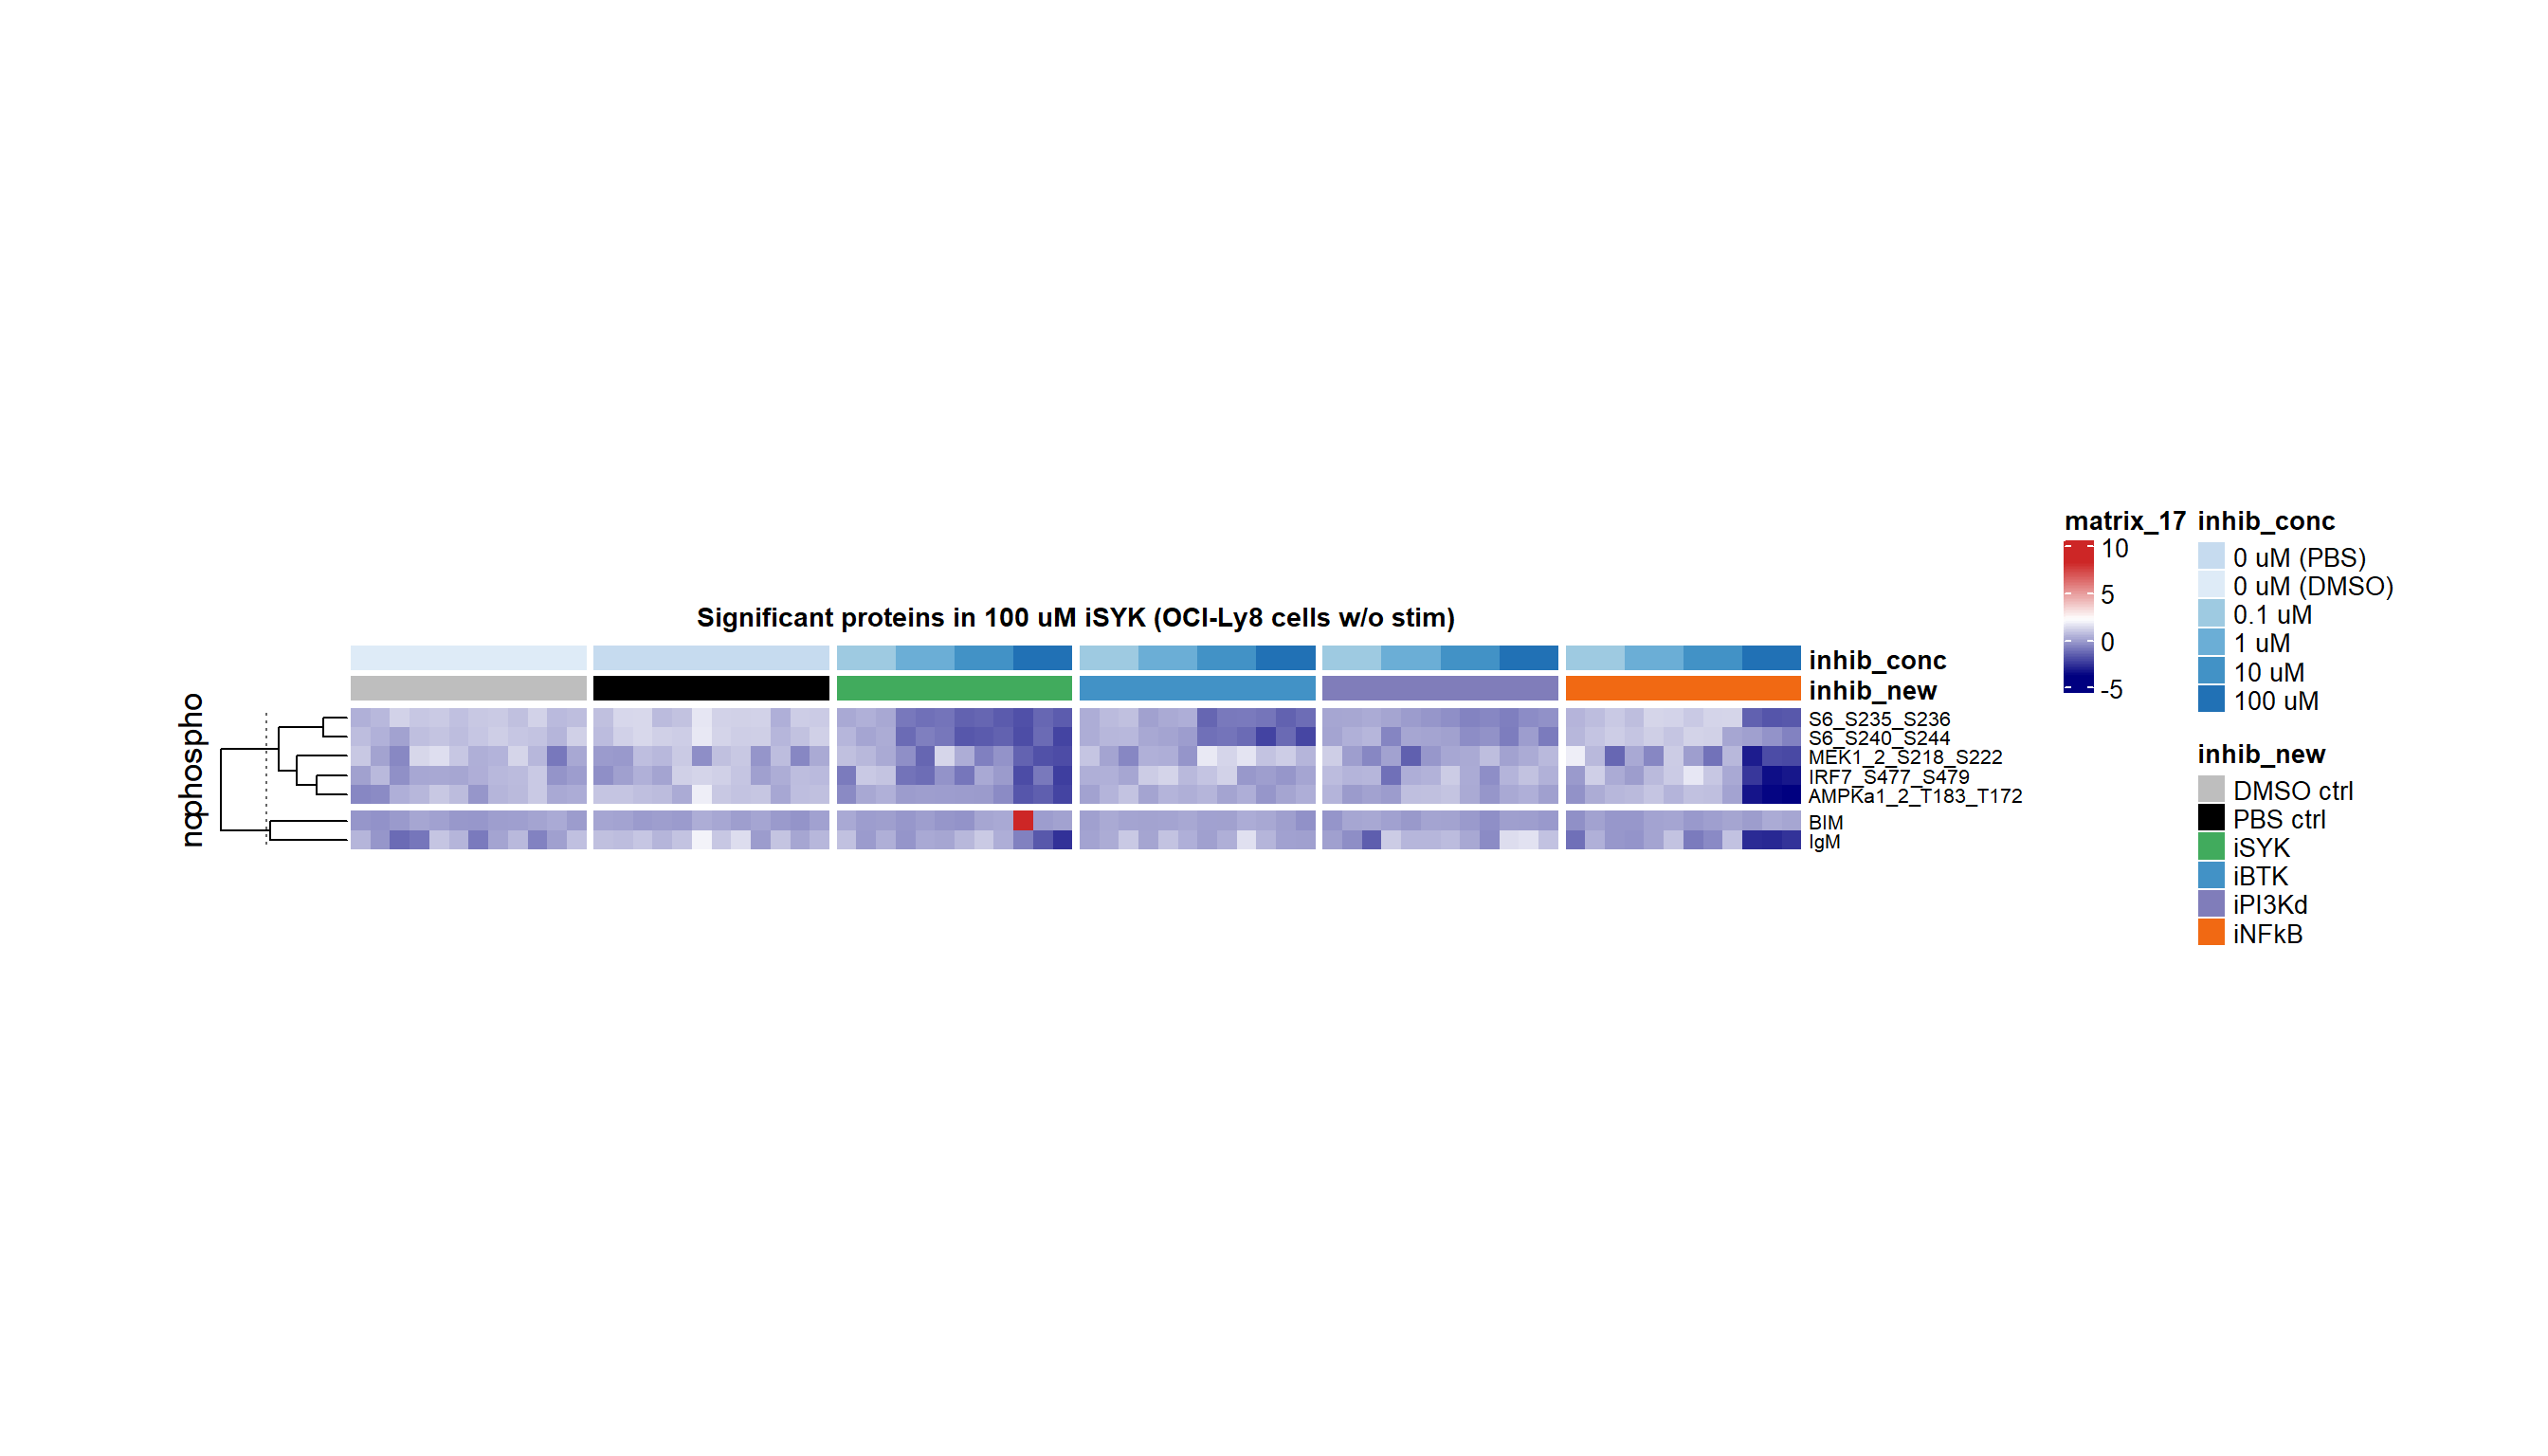 Significant proteins in 100 uM iSYK (OCI-Ly8 cells w/o stim)
inhib_conc
inhib_new
phospho
no
S6_S235_S236
S6_S240_S244
MEK1_2_S218_S222
IRF7_S477_S479
AMPKa1_2_T183_T172
BIM
IgM
matrix_17
10
5
0
-5
inhib_conc
0 uM (PBS)
0 uM (DMSO)
0.1 uM
1 uM
10 uM
100 uM
inhib_new
DMSO ctrl
PBS ctrl
iSYK
iBTK
iPI3Kd
iNFkB